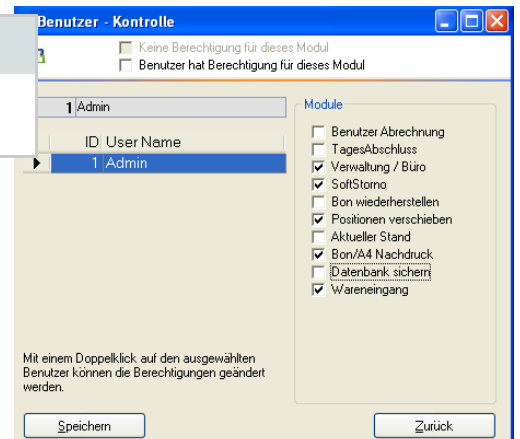 Benutzer - Kontrolle
Keine Berechtigung für dieses Modul
Benutzer hat Berechtigung für dieses Modul
1 Admin
ID User Name
1 Admin
Module
Benutzer Abrechnung
TagesAbschluss
Verwaltung / Büro
SoftStorno
Bon wiederherstellen
Positionen verschieben
Aktueller Stand
Bon/A4 Nachdruck
Datenbank sichern
Wareneingang
Mit einem Doppelklick auf den ausgewählten
Benutzer können die Berechtigungen geändert
werden.
Speichern
Zurück